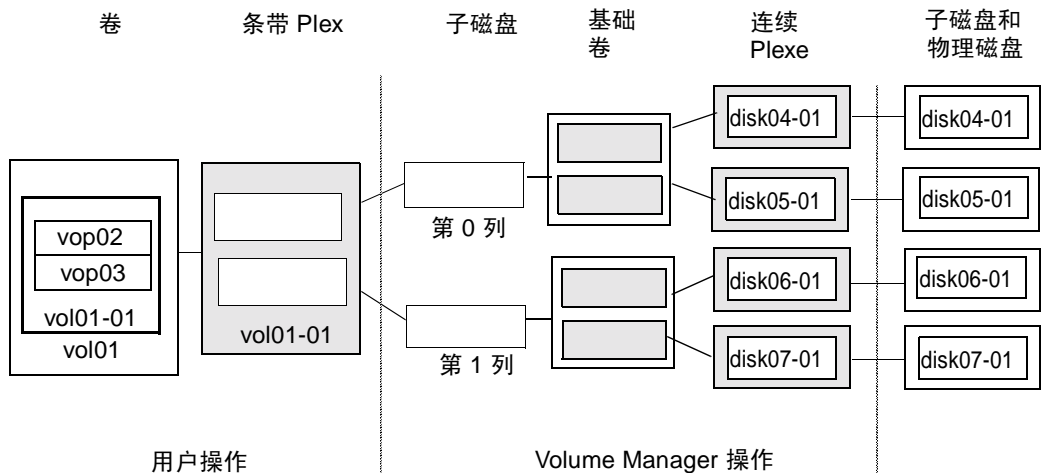 卷
条带 Plex
子磁盘
基础
卷
连续
Plexe
子磁盘和
物理磁盘
vop02
vop03
vol01-01
vol01
vol01-01
第 0 列
第 1 列
disk04-01
disk05-01
disk06-01
disk07-01
disk04-01
disk05-01
disk06-01
disk07-01
用户操作
Volume Manager 操作